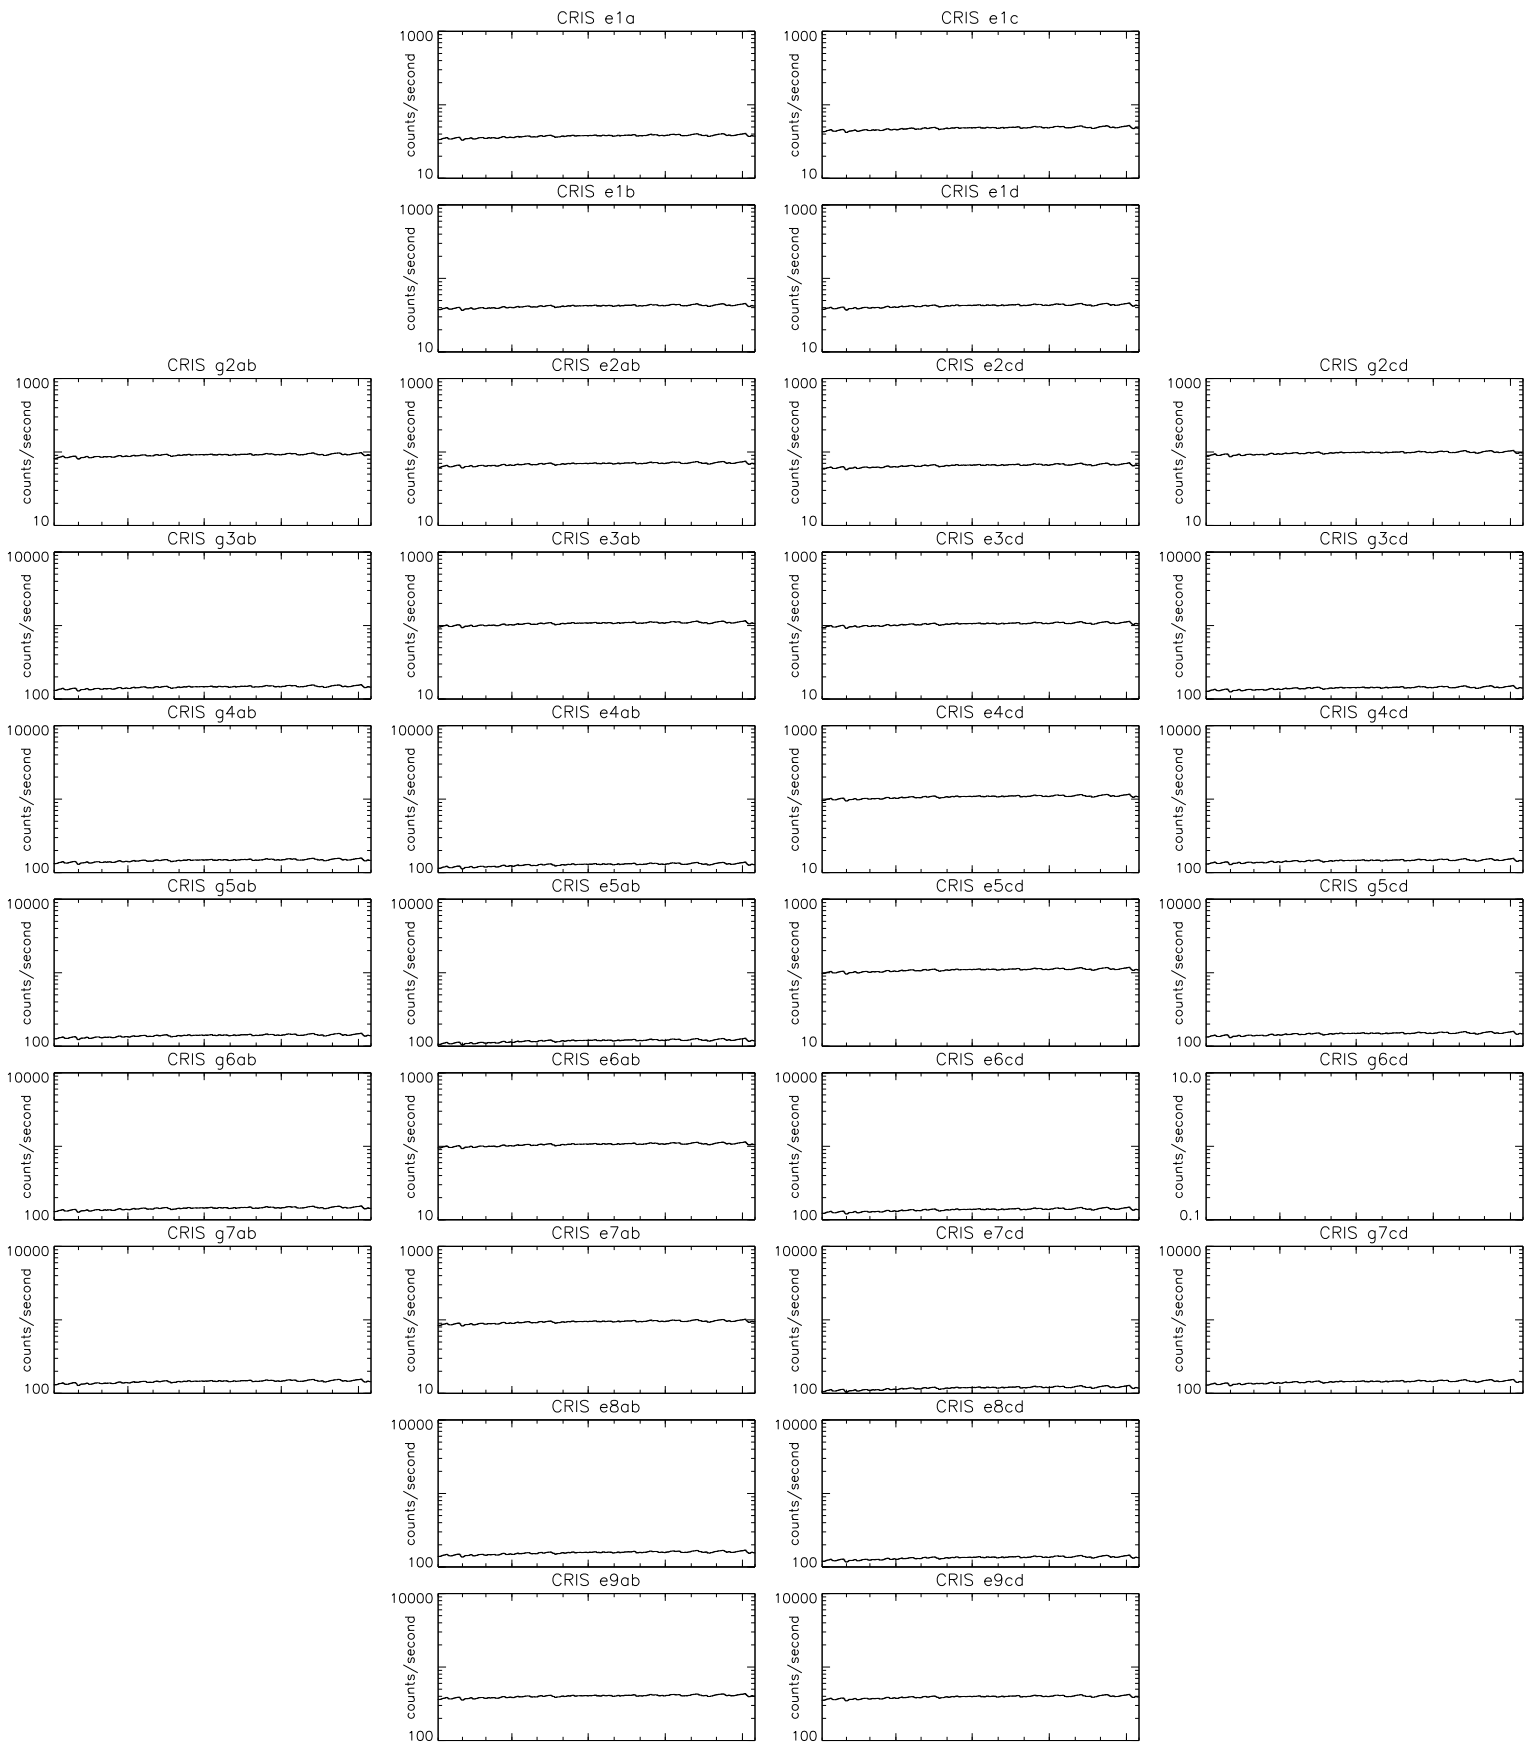 CRIS e1a
CRIS e1c
1000
counts/second
10
1000
counts/second
10
CRIS e1b
CRIS e1d
1000
counts/second
10
1000
counts/second
10
CRIS g2ab
CRIS e2ab
CRIS e2cd
CRIS g2cd
1000
counts/second
10
1000
counts/second
10
1000
counts/second
10
1000
counts/second
10
CRIS g3ab
CRIS e3ab
CRIS e3cd
CRIS g3cd
10000
counts/second
100
1000
counts/second
10
1000
counts/second
10
10000
counts/second
100
CRIS g4ab
CRIS e4ab
CRIS e4cd
CRIS g4cd
10000
counts/second
100
10000
counts/second
100
1000
counts/second
10
10000
counts/second
100
CRIS g5ab
CRIS e5ab
CRIS e5cd
CRIS g5cd
10000
counts/second
100
10000
counts/second
100
1000
counts/second
10
10000
counts/second
100
CRIS g6ab
CRIS e6ab
CRIS e6cd
CRIS g6cd
10000
counts/second
100
1000
counts/second
10
10000
counts/second
100
10.0
counts/second
0.1
CRIS g7ab
CRIS e7ab
CRIS e7cd
CRIS g7cd
10000
counts/second
100
1000
counts/second
10
10000
counts/second
100
10000
counts/second
100
CRIS e8ab
CRIS e8cd
10000
counts/second
100
10000
counts/second
100
CRIS e9ab
CRIS e9cd
10000
counts/second
100
10000
counts/second
100